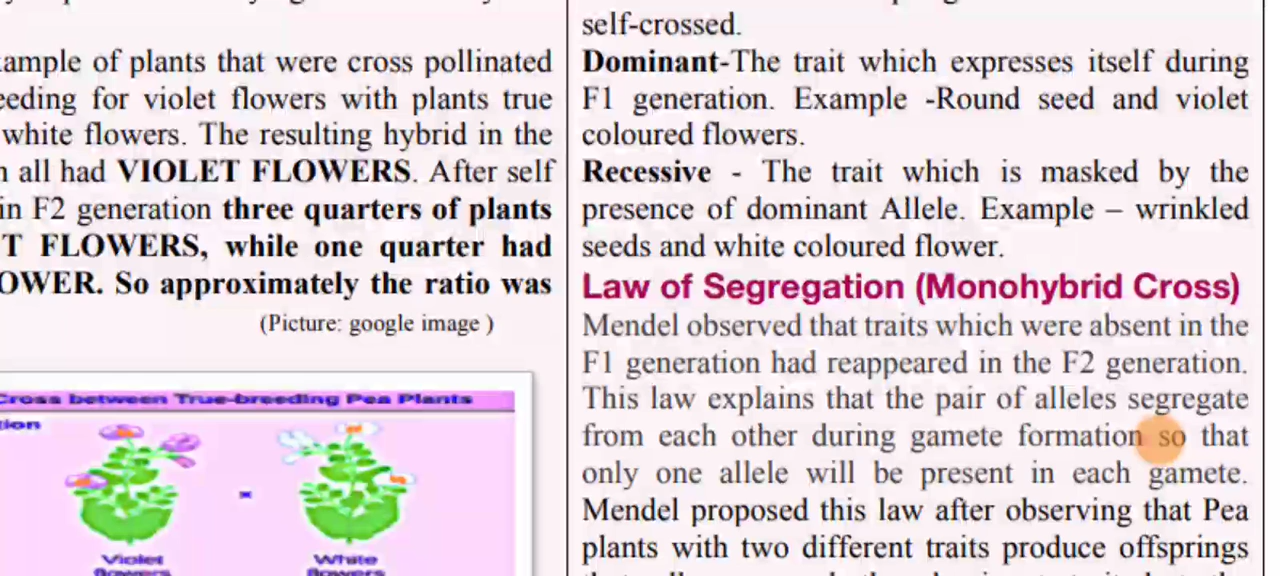 ample of plants that were cross pollinated
eeding for violet flowers with plants true
white flowers. The resulting hybrid in the
all had VIOLET FLOWERS. After self
in F2 generation three quarters of plants
T FLOWERS, while one quarter had
OWER. So approximately the ratio was
(Picture: google image )
Cross between True-breeding Pea Plants
tion
Violet
flowers
White
flowers
self-crossed.
Dominant-The trait which expresses itself during
F1 generation. Example -Round seed and violet
coloured flowers.
Recessive - The trait which is masked by the
presence of dominant Allele. Example – wrinkled
seeds and white coloured flower.
Law of Segregation (Monohybrid Cross)
Mendel observed that traits which were absent in the
F1 generation had reappeared in the F2 generation.
This law explains that the pair of alleles segregate
from each other during gamete formation so that
only one allele will be present in each gamete.
Mendel proposed this law after observing that Pea
plants with two different traits produce offsprings